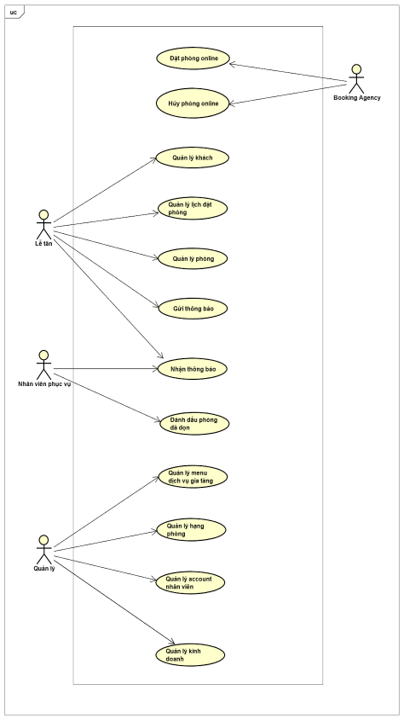 uc
Đặt phòng online
Booking Agency
Hủy phòng online
Quản lý khách
Quản lý lịch đặt
phòng
Lễ tân
Quản lý phòng
Gửi thông báo
Nhận thông báo
Nhân viên phục vụ
Đánh dấu phòng
đã dọn
Quản lý menu
dịch vụ gia tăng
Quản lý hạng
phòng
Quản lý
Quản lý account
nhân viên
Quản lý kinh
doanh